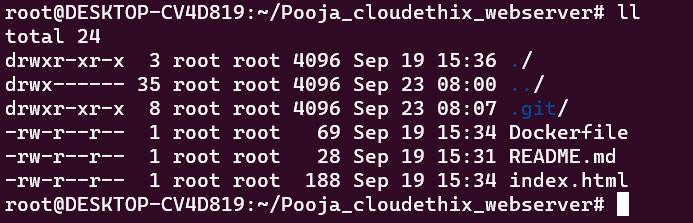 root@DESKTOP-CV4D819:~/Pooja_cloudethix_webserver# ll
total 24
drwxr-xr-x  3 root root 4096 Sep 19 15:36 ./
drwx------ 35 root root 4096 Sep 23 08:00 ../
drwxr-xr-x  8 root root 4096 Sep 23 08:07 .git/
-rw-r--r--  1 root root   69 Sep 19 15:34 Dockerfile
-rw-r--r--  1 root root   28 Sep 19 15:31 README.md
-rw-r--r--  1 root root  188 Sep 19 15:34 index.html
root@DESKTOP-CV4D819:~/Pooja_cloudethix_webserver#